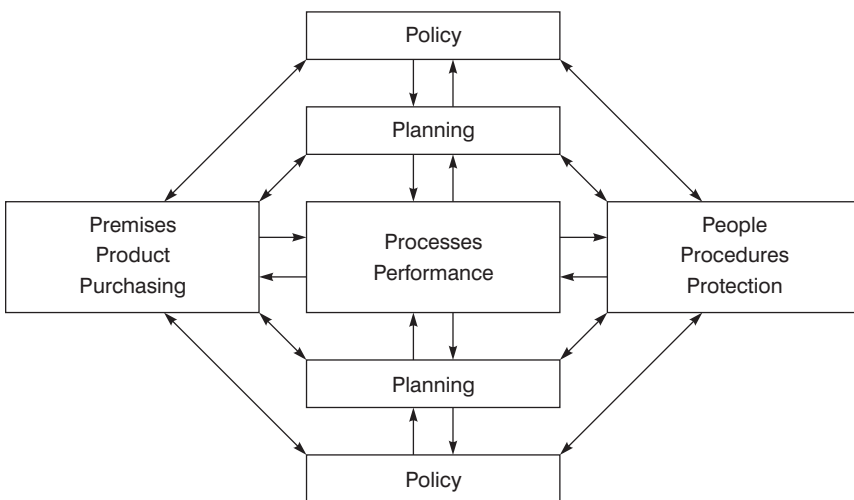 Policy
Planning
Premises
Product
Purchasing
Processes
Performance
People
Procedures
Protection
Planning
Policy